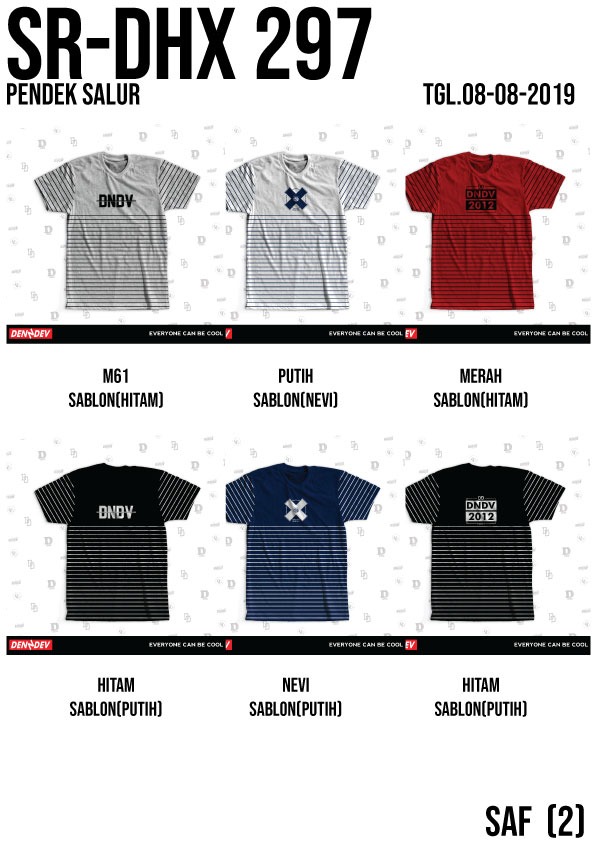 SR-DHX 297
PENDEK SALUR
TGL.08-08-2019
DNDV
DNDV
2012
DENDEV
EVERYONE CAN BE COOL
EVERYONE CAN BE COOL
EV
EVERYONE CAN BE COOL
M61
SABLON(HITAM)
PUTIH
SABLON(NEVI)
MERAH
SABLON(HITAM)
DNDV
DNDV
2012
DENDEV
EVERYONE CAN BE COOL
EVERYONE CAN BE COOL
EV
EVERYONE CAN BE COOL
HITAM
SABLON(PUTIH)
NEVI
SABLON(PUTIH)
HITAM
SABLON(PUTIH)
SAF (2)